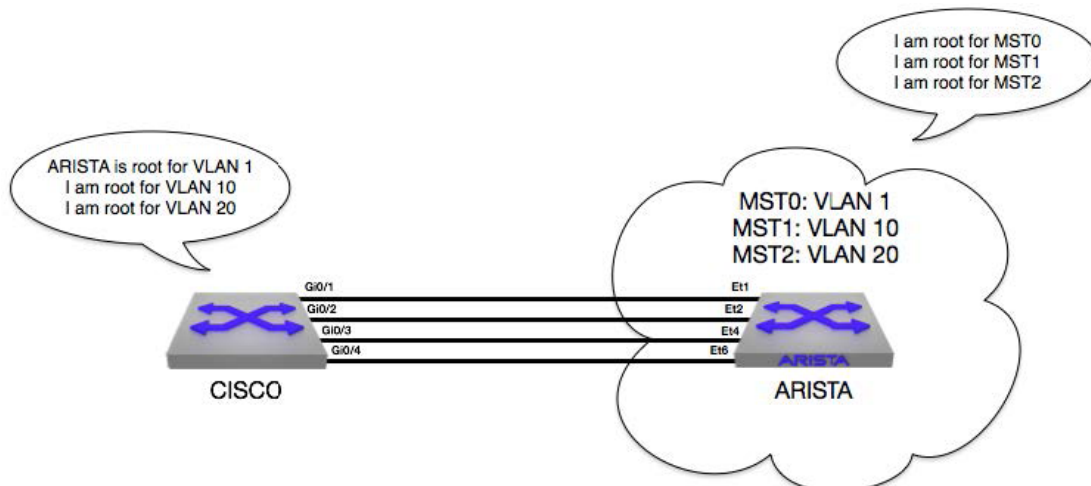 I am root for MST0
I am root for MST1
I am root for MST2
ARISTA is root for VLAN 1
I am root for VLAN 10
I am root for VLAN 20
MST0: VLAN 1
MST1: VLAN 10
MST2: VLAN 20
Gi0/1
Et1
Gi0/2
Et2
Gi0/3
Et4
Gi0/4
Et6
ARISTA
CISCO
ARISTA